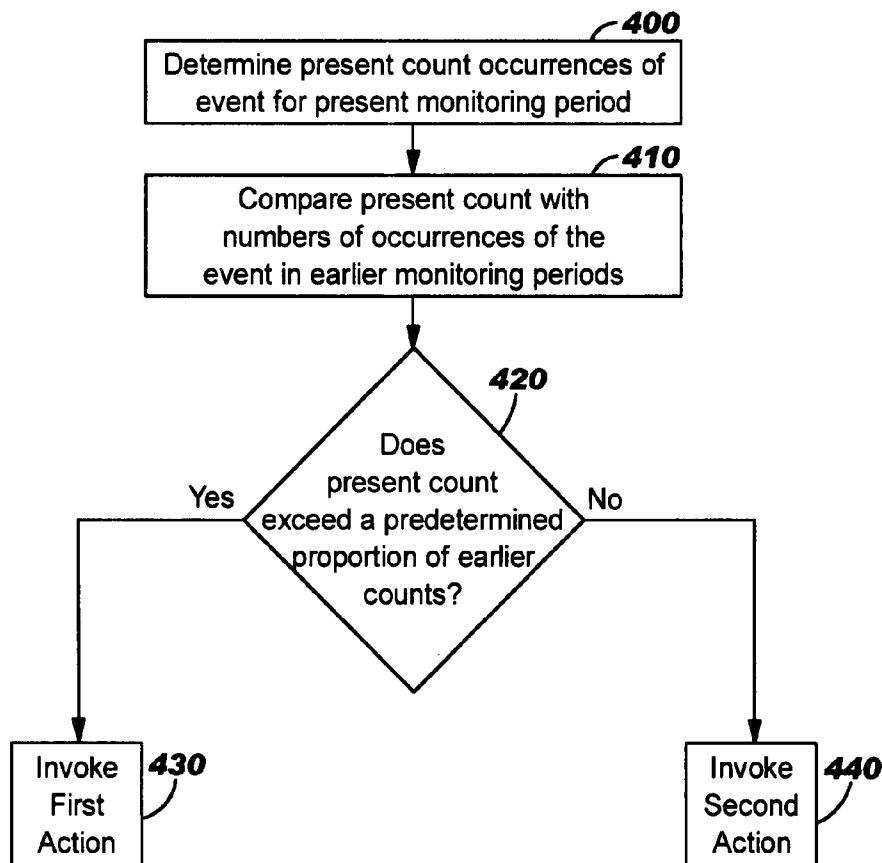 400
Determine present count occurrences of
event for present monitoring period
410
Compare present count with
numbers of occurrences of the
event in earlier monitoring periods
420
Does
present count
exceed a predetermined
proportion of earlier
counts?
Yes
No
Invoke
First
Action
430
Invoke
Second
Action
440